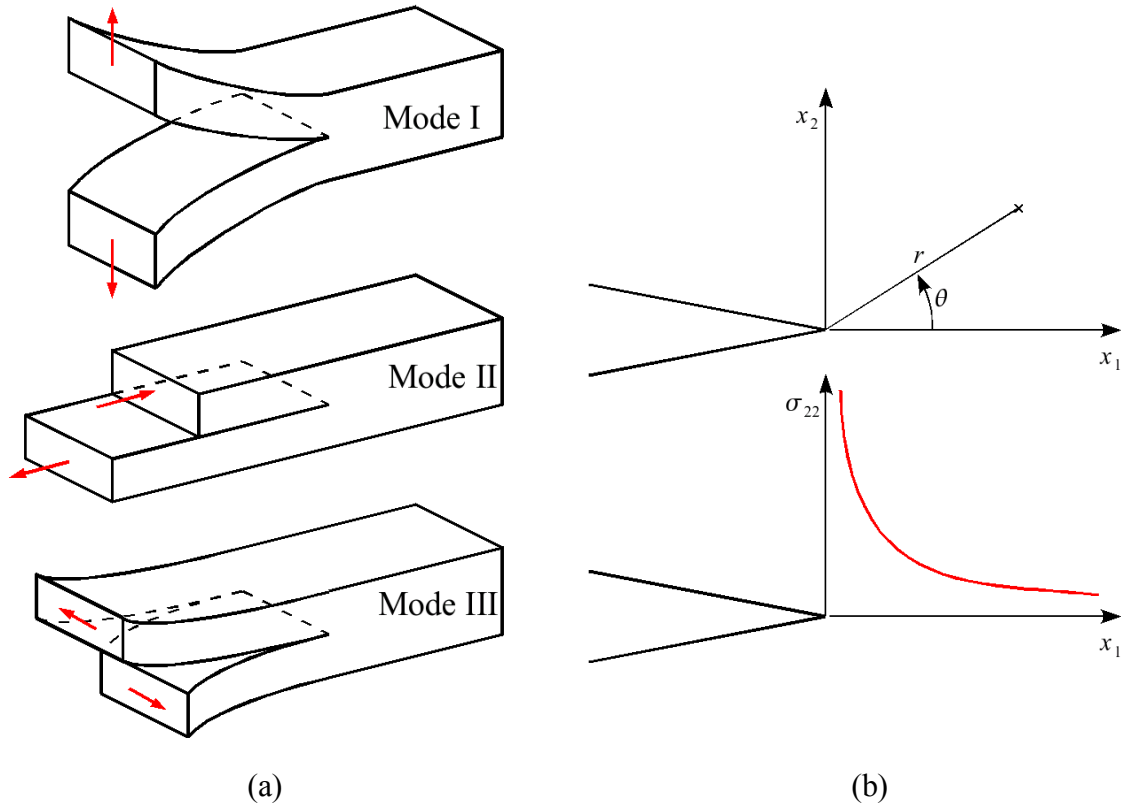 Mode I
Mode II
Mode III
(a)
x2
r
θ
x1
σ22
x1
(b)